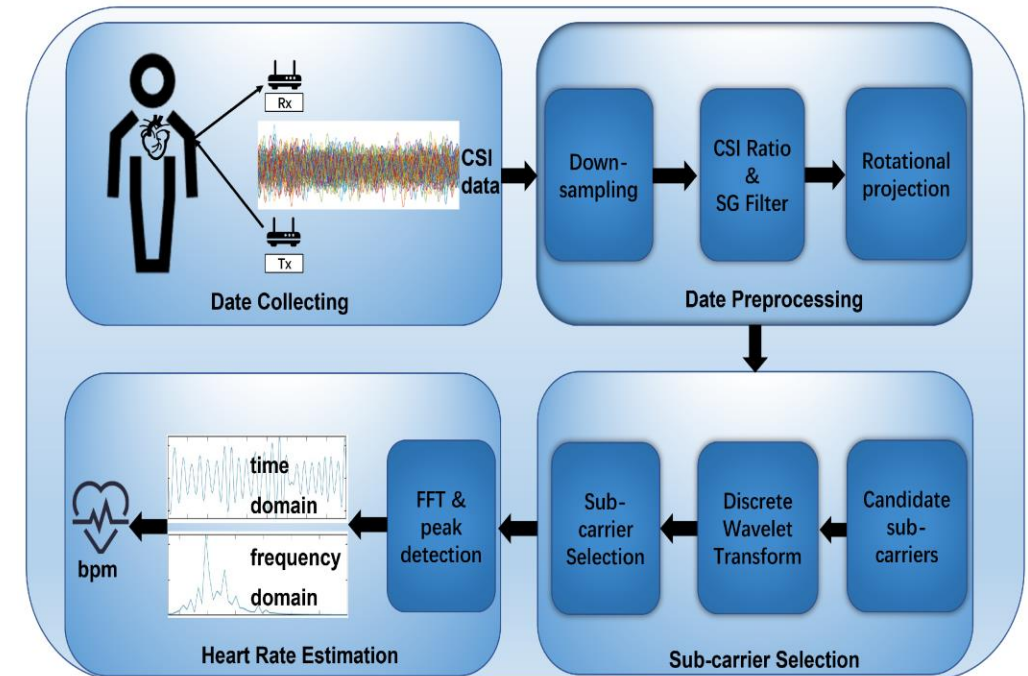 Rx
CSI
data
Tx
Date Collecting
Down-
sampling
CSI Ratio
&
SG Filter
Rotational
projection
Date Preprocessing
Candidate
sub-
carriers
Discrete
Wavelet
Transform
Sub-
carrier
Selection
Sub-carrier Selection
FFT &
peak
detection
time
domain
frequency
domain
bpm
Heart Rate Estimation